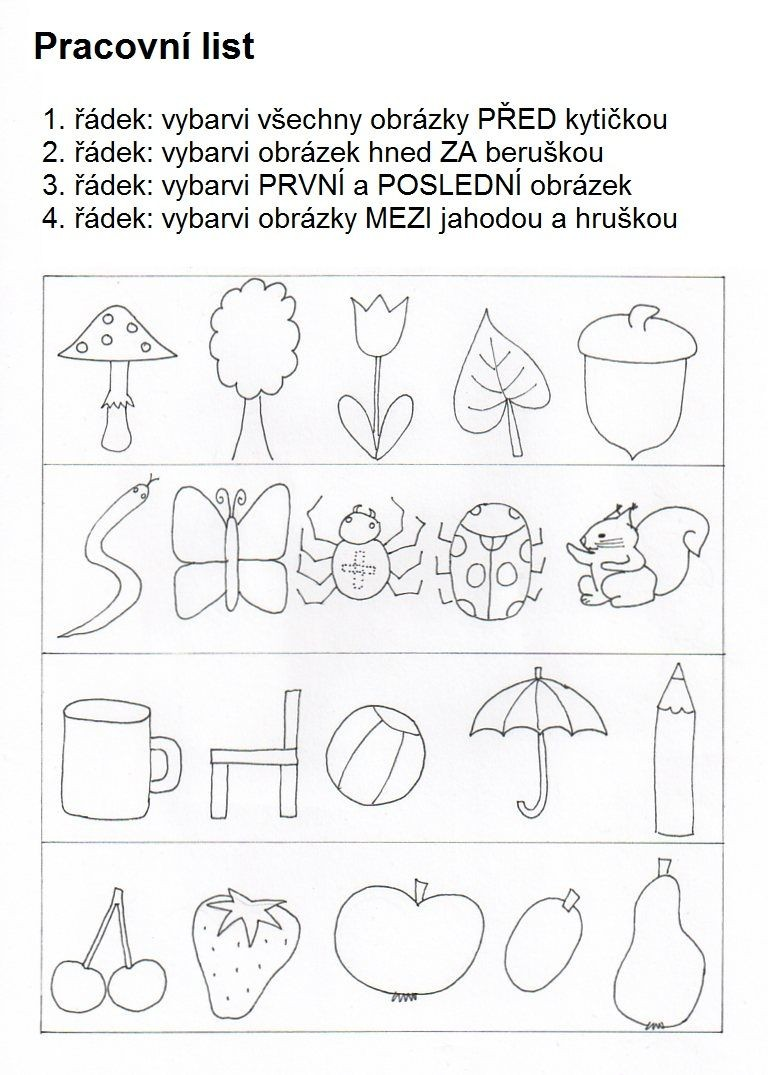 Pracovní list
1. řádek: vybarvi všechny obrázky PŘED kytičkou
2. řádek: vybarvi obrázek hned ZA beruškou
3. řádek: vybarvi PRVNÍ a POSLEDNÍ obrázek
4. řádek: vybarvi obrázky MEZI jahodou a hruškou